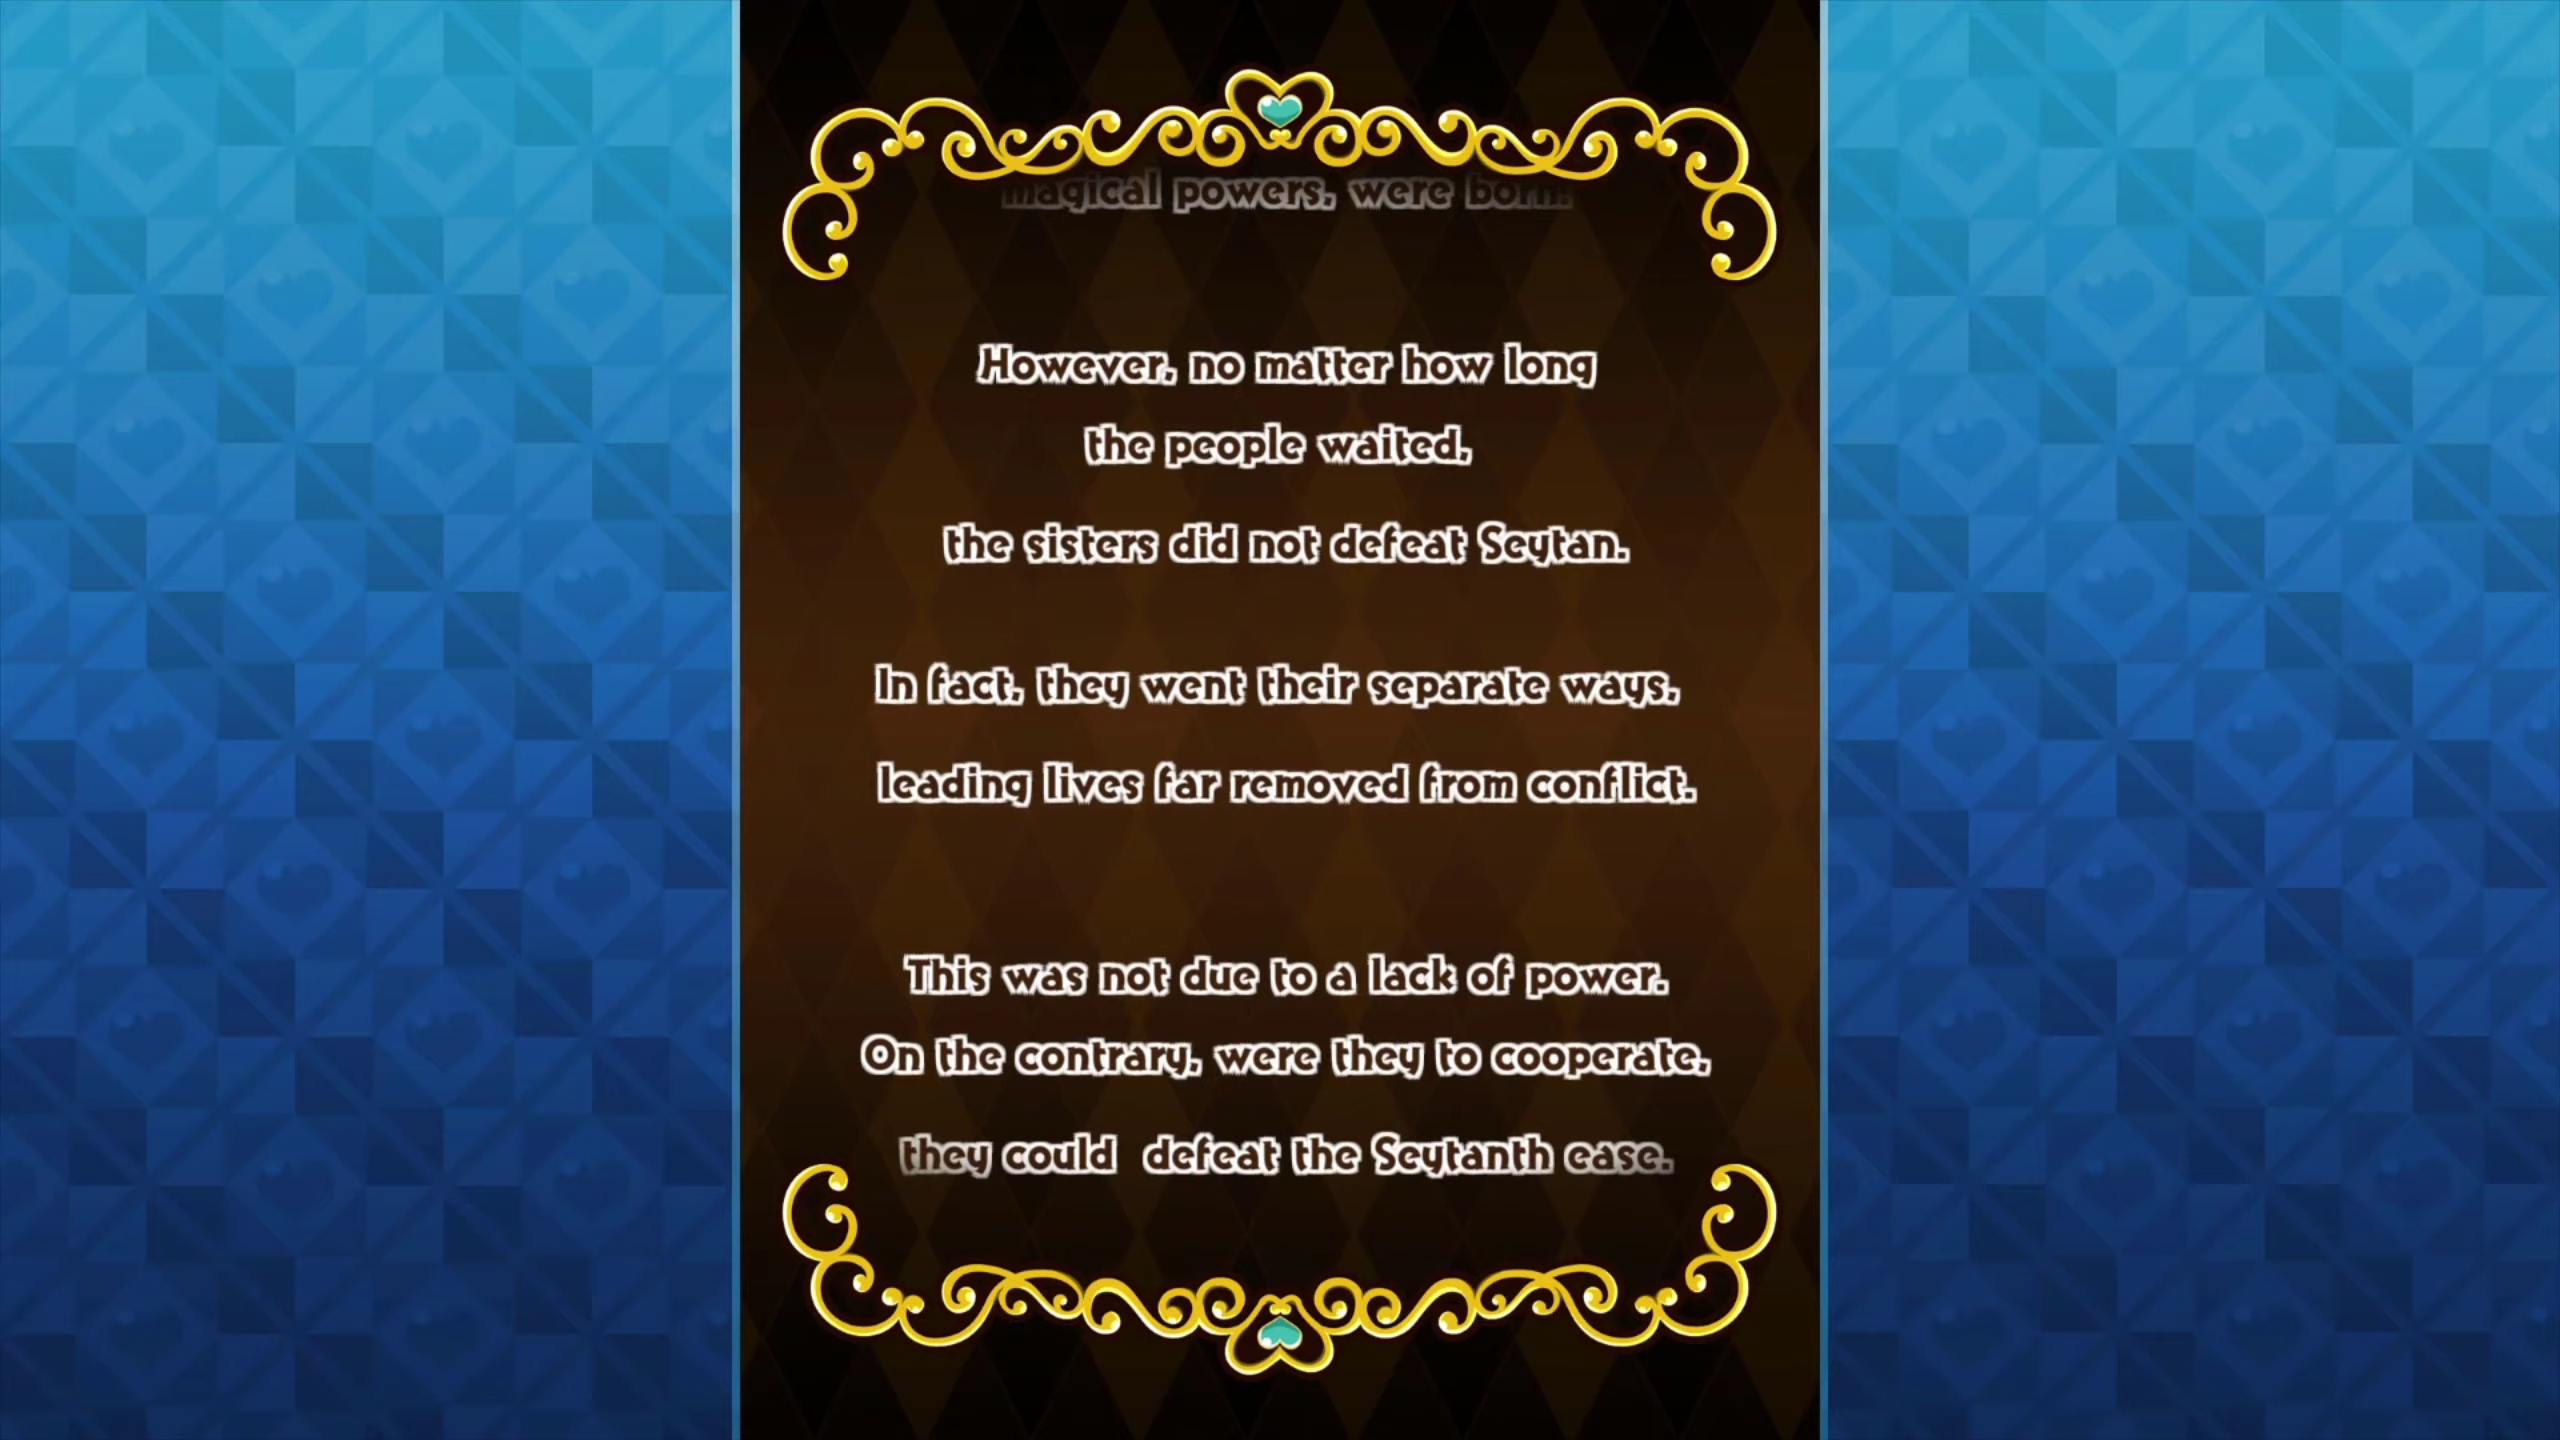 magical powers, were born.
However, no matter how long
the people waited,
the sisters did not defeat Seytan.
In fact, they went their separate ways,
leading lives far removed from conflict.
This was not due to a lack of power.
On the contrary, were they to cooperate,
they could  defeat the Seytanth ease.